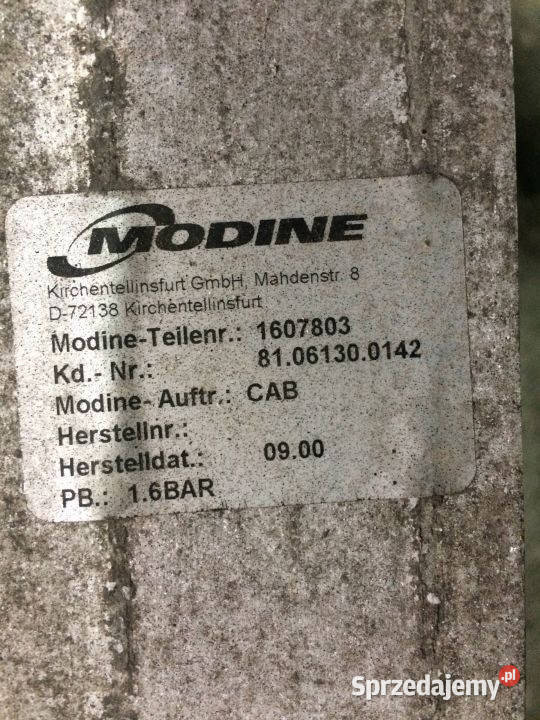 MODINE
Kirchentellinsfurt GmbH, Mahdenstr. 8
D-72138 Kirchentellinsfurt
Modine-Teilenr.: 1607803
Kd.- Nr.: 81.06130.0142
Modine- Auftr.: CAB
Herstellnr.:
Herstelldat.: 09.00
PB.: 1.6BAR
Sprzedajemy.pl